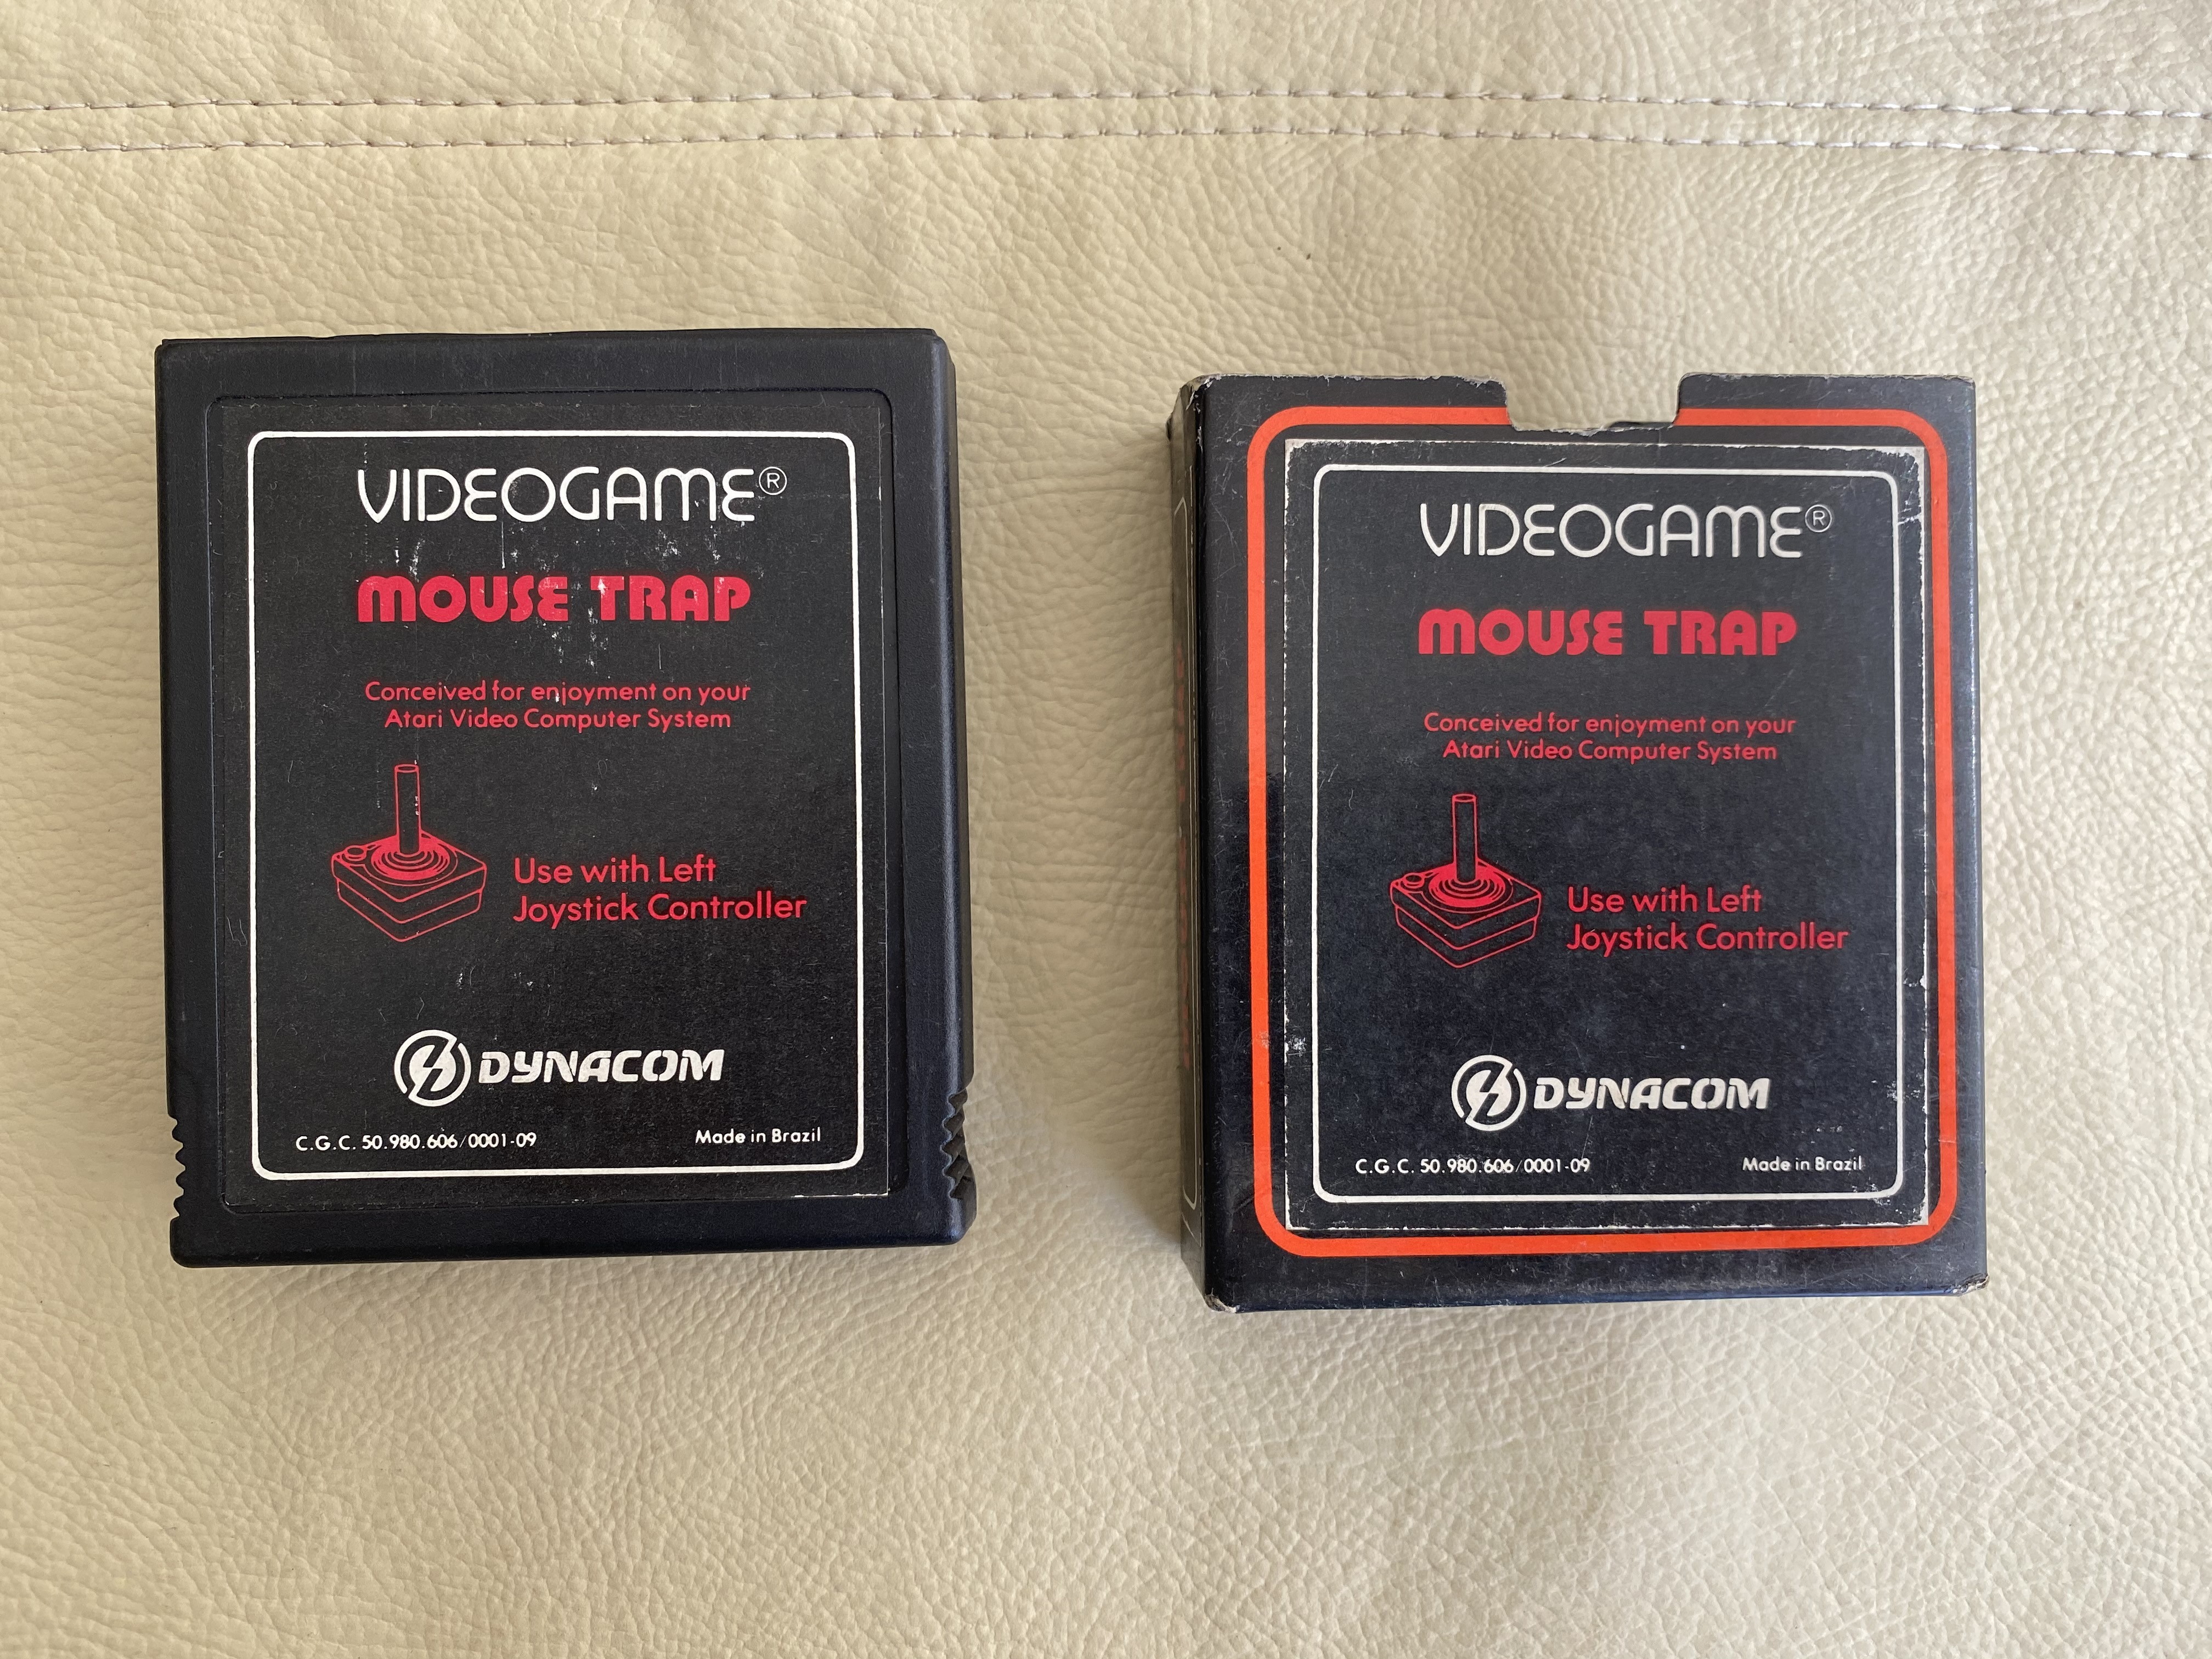 VIDEOGAME®
MOUSE TRAP
Conceived for enjoyment on your
Atari Video Computer System
Use with Left
Joystick Controller
DYNACOM
C.G.C. 50.980.606/0001-09 Made in Brazil
VIDEOGAME®
MOUSE TRAP
Conceived for enjoyment on your
Atari Video Computer System
Use with Left
Joystick Controller
DYNACOM
C.G.C. 50.980.606/0001-09 Made in Brazil